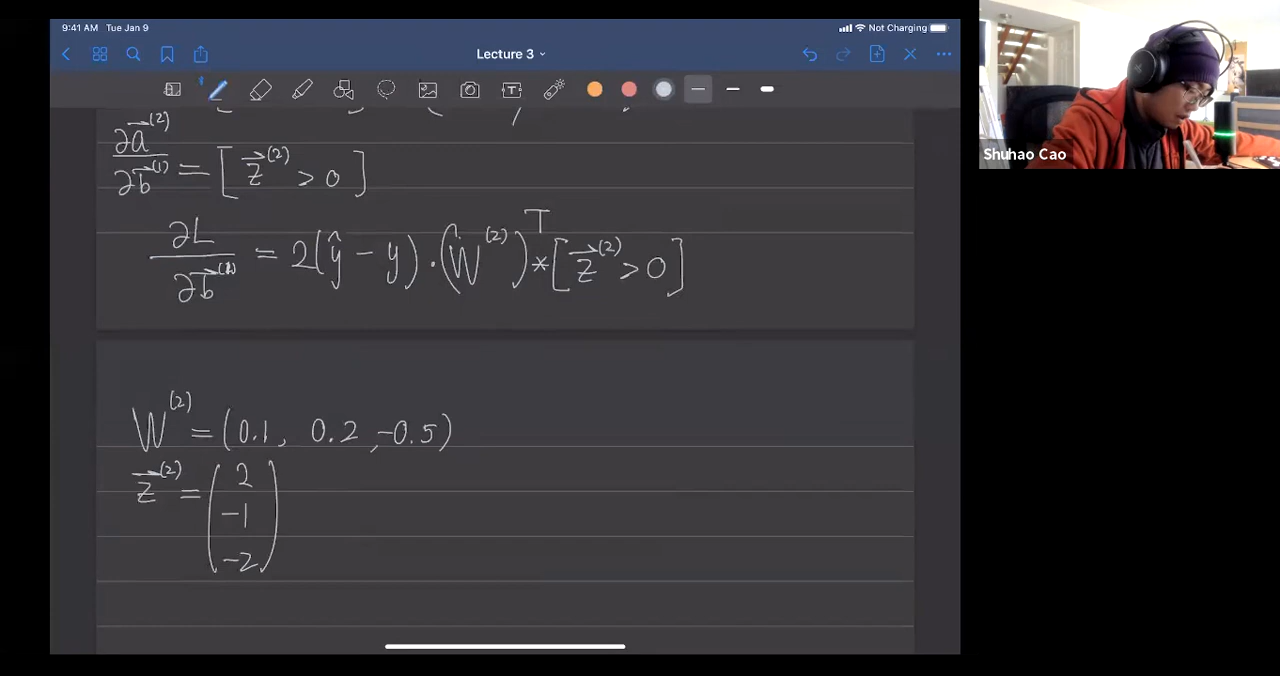 9:41 AM Tue Jan 9
Not Charging
Lecture 3
Shuhao Cao
∂a⃗^(2) / ∂b⃗^(1) = [ z⃗^(2) > 0 ]
∂L / ∂b⃗^(1) = 2(ŷ − y) · (W^(2))^T * [ z⃗^(2) > 0 ]
W^(2) = (0.1, 0.2, -0.5)
z⃗^(2) = ( 2
-1
-2 )